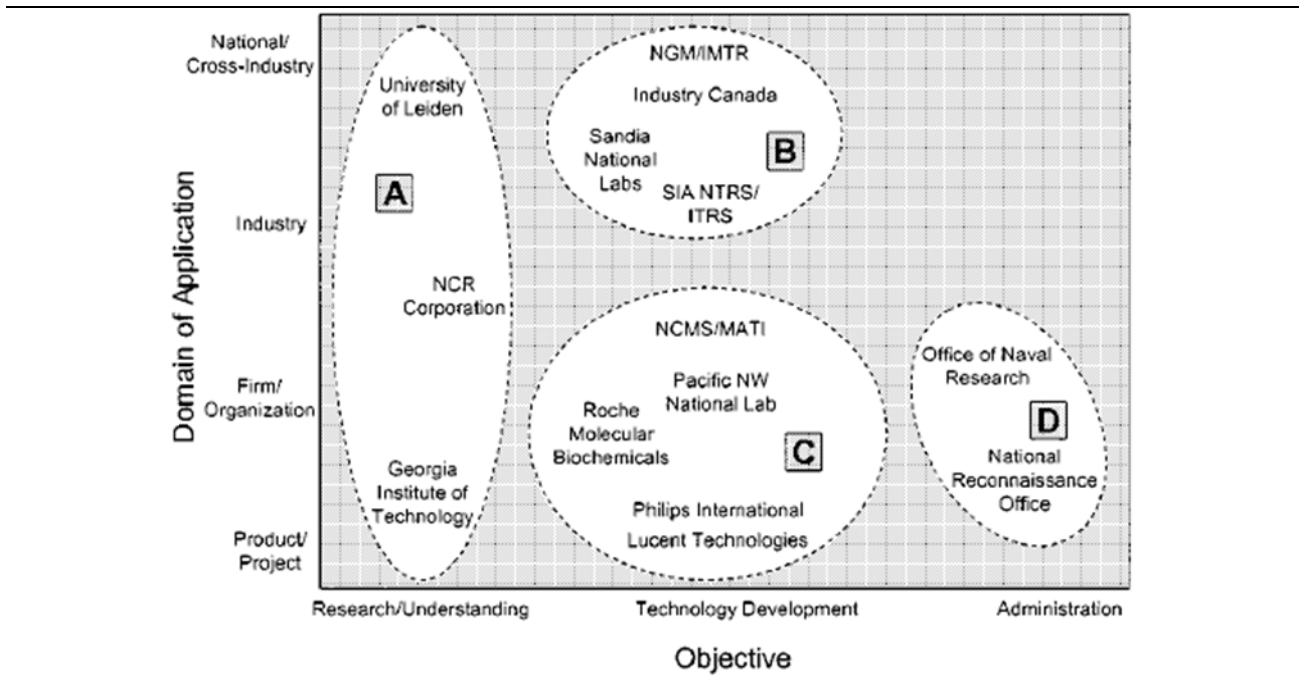 National/
Cross-Industry
Industry
Firm/
Organization
Product/
Project
Domain of Application
University
of Leiden
A
NCR
Corporation
Georgia
Institute of
Technology
NGM/IMTR
Industry Canada
Sandia
National
Labs
B
SIA NTRS/
ITRS
NCMS/MATI
Pacific NW
National Lab
Roche
Molecular
Biochemicals
C
Philips International
Lucent Technologies
Office of Naval
Research
D
National
Reconnaissance
Office
Research/Understanding
Technology Development
Administration
Objective